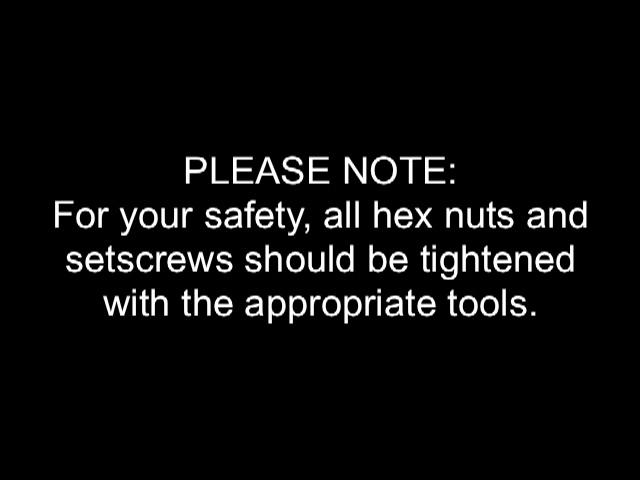 PLEASE NOTE:
For your safety, all hex nuts and
setscrews should be tightened
with the appropriate tools.